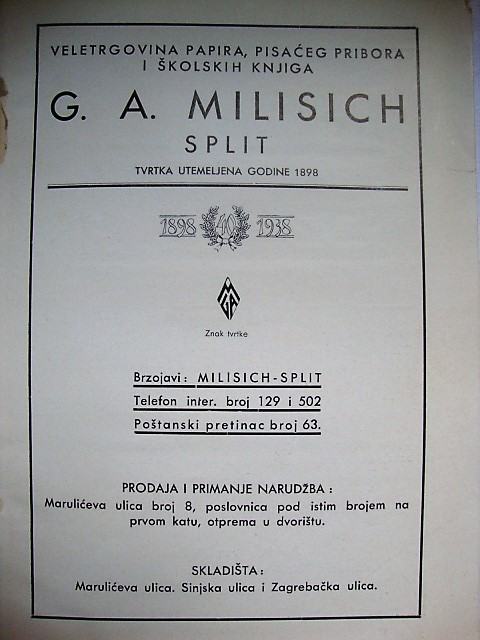 VELETRGOVINA PAPIRA, PISAĆEG PRIBORA
I ŠKOLSKIH KNJIGA
G. A. MILISICH
SPLIT
TVRTKA UTEMELJENA GODINE 1898
1898 40 1938
Znak tvrtke
Brzojavi: MILISICH-SPLIT
Telefon inter. broj 129 i 502
Poštanski pretinac broj 63.
PRODAJA I PRIMANJE NARUDŽBA :
Marulićeva ulica broj 8, poslovnica pod istim brojem na
prvom katu, otprema u dvorištu.
SKLADIŠTA :
Marulićeva ulica. Sinjska ulica i Zagrebačka ulica.